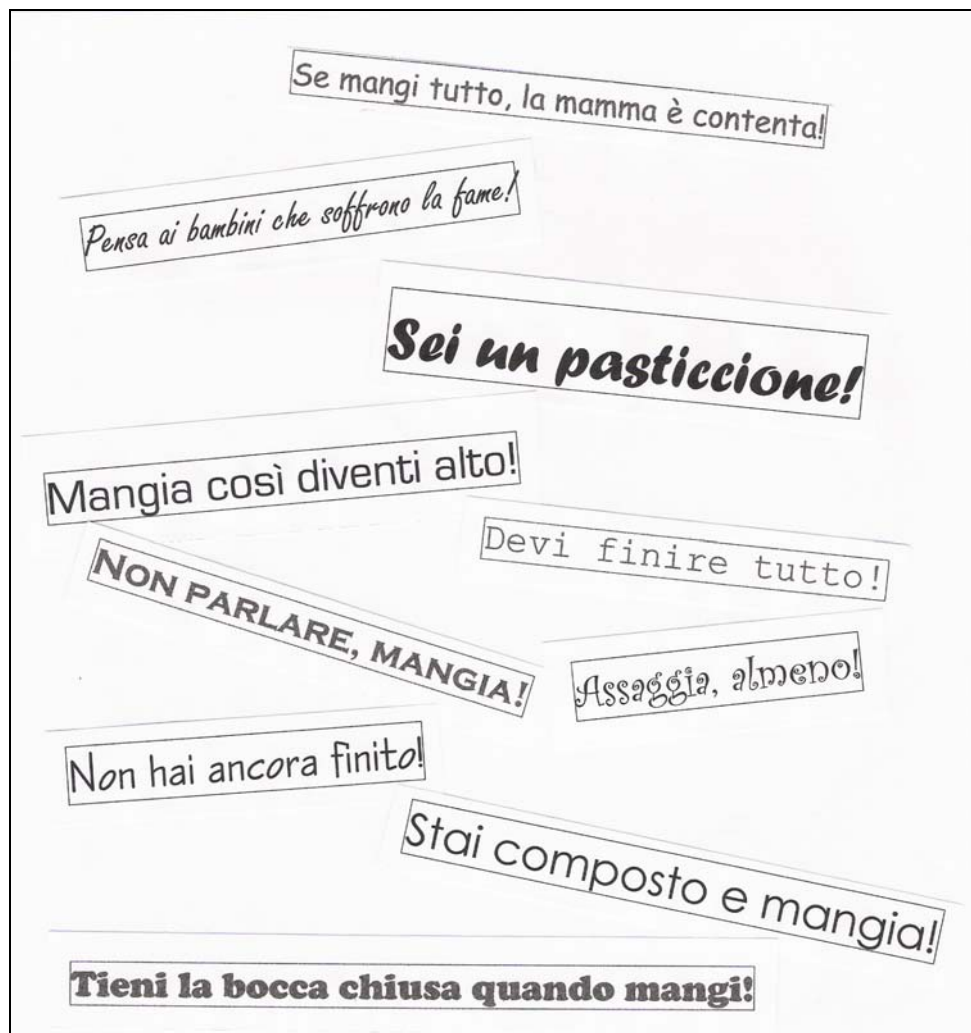 Se mangi tutto, la mamma è contenta!
Pensa ai bambini che soffrono la fame!
Sei un pasticcione!
Mangia così diventi alto!
Devi finire tutto!
NON PARLARE, MANGIA!
Assaggia, almeno!
Non hai ancora finito!
Stai composto e mangia!
Tieni la bocca chiusa quando mangi!